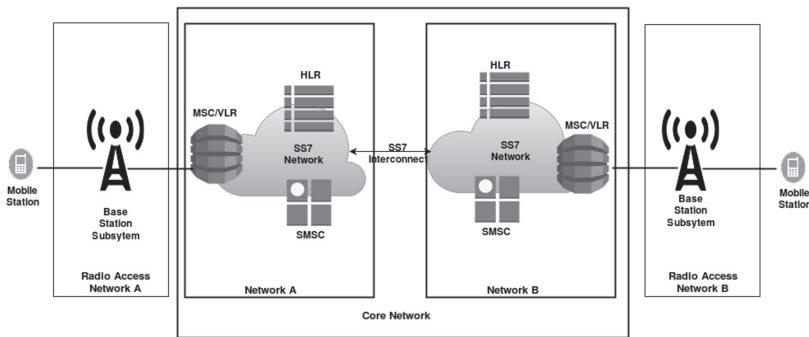 HLR
MSC/VLR
SS7
Network
SMSC
Mobile
Station
Base
Station
Subsytem
Radio Access
Network A
Network A
SS7
Interconnect
HLR
MSC/VLR
SS7
Network
SMSC
Network B
Base
Station
Subsytem
Radio Access
Network B
Mobile
Station
Core Network